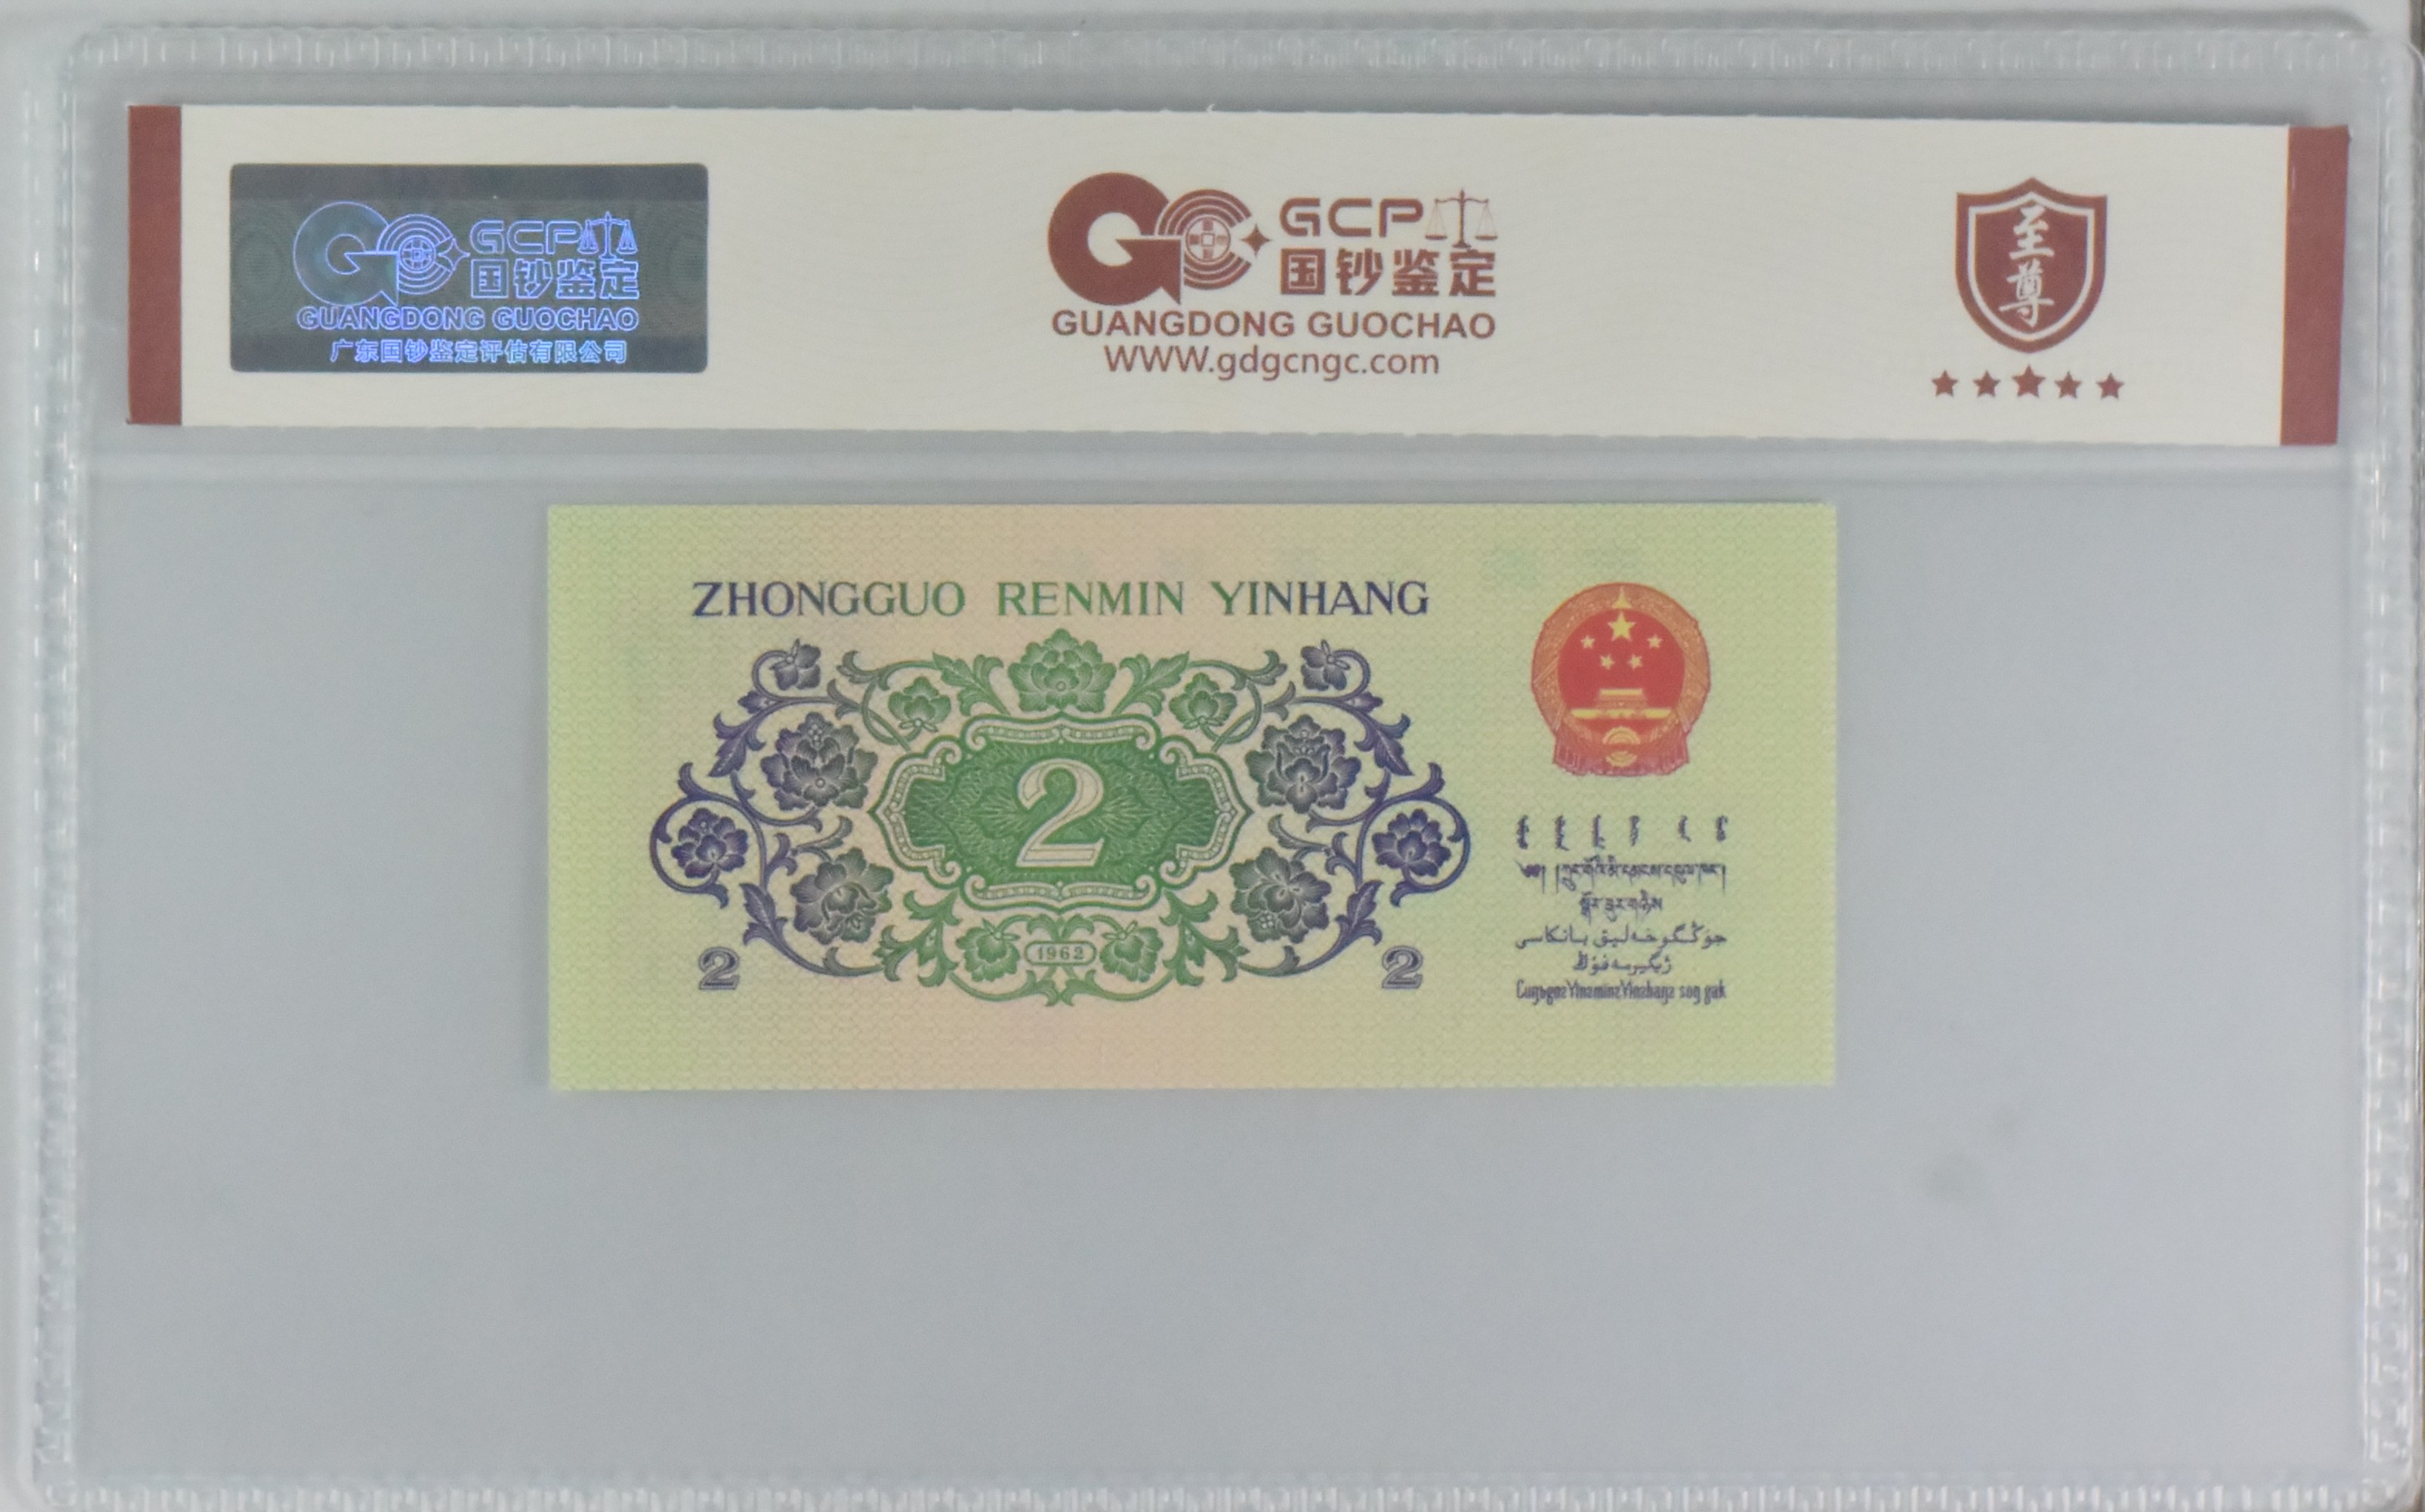 GCP
国钞鉴定
GUANGDONG GUOCHAO
广东国钞鉴定评估有限公司
GCP
国钞鉴定
GUANGDONG GUOCHAO
WWW.gdgcngc.com
至
尊
ZHONGGUO RENMIN YINHANG
2
1962
2
2
جۇڭگوخەلىق بانكاسى